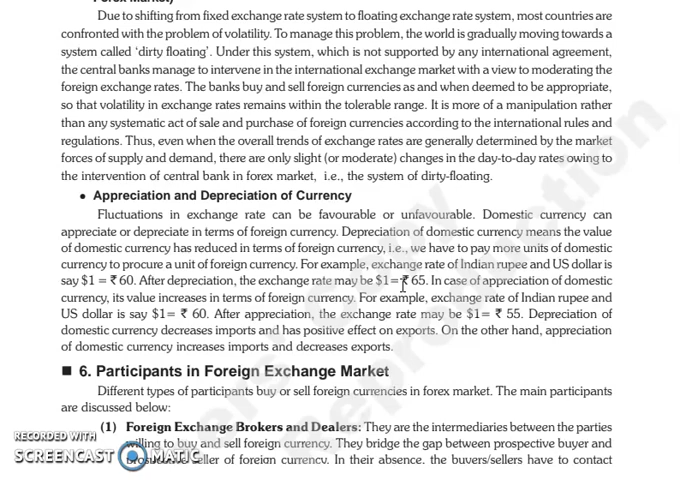 Forex Market)
Due to shifting from fixed exchange rate system to floating exchange rate system, most countries are
confronted with the problem of volatility. To manage this problem, the world is gradually moving towards a
system called ‘dirty floating’. Under this system, which is not supported by any international agreement,
the central banks manage to intervene in the international exchange market with a view to moderating the
foreign exchange rates. The banks buy and sell foreign currencies as and when deemed to be appropriate,
so that volatility in exchange rates remains within the tolerable range. It is more of a manipulation rather
than any systematic act of sale and purchase of foreign currencies according to the international rules and
regulations. Thus, even when the overall trends of exchange rates are generally determined by the market
forces of supply and demand, there are only slight (or moderate) changes in the day-to-day rates owing to
the intervention of central bank in forex market, i.e., the system of dirty-floating.
• Appreciation and Depreciation of Currency
Fluctuations in exchange rate can be favourable or unfavourable. Domestic currency can
appreciate or depreciate in terms of foreign currency. Depreciation of domestic currency means the value
of domestic currency has reduced in terms of foreign currency, i.e., we have to pay more units of domestic
currency to procure a unit of foreign currency. For example, exchange rate of Indian rupee and US dollar is
say $1 = ₹ 60. After depreciation, the exchange rate may be $1= ₹ 65. In case of appreciation of domestic
currency, its value increases in terms of foreign currency. For example, exchange rate of Indian rupee and
US dollar is say $1= ₹ 60. After appreciation, the exchange rate may be $1= ₹ 55. Depreciation of
domestic currency decreases imports and has positive effect on exports. On the other hand, appreciation
of domestic currency increases imports and decreases exports.
■ 6. Participants in Foreign Exchange Market
Different types of participants buy or sell foreign currencies in forex market. The main participants
are discussed below:
(1) Foreign Exchange Brokers and Dealers: They are the intermediaries between the parties
willing to buy and sell foreign currency. They bridge the gap between prospective buyer and
prospective seller of foreign currency. In their absence, the buyers/sellers have to contact
RECORDED WITH
SCREENCAST MATIC